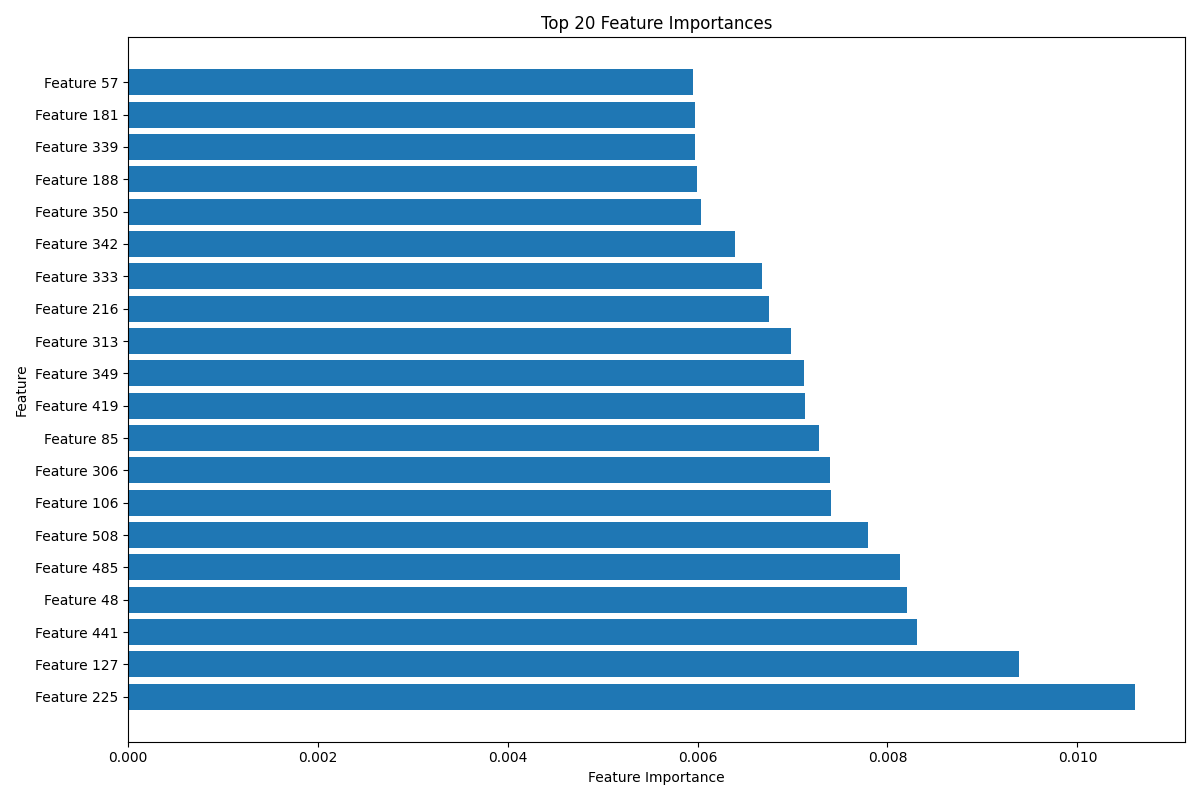 Top 20 Feature Importances
Feature
Feature 57
Feature 181
Feature 339
Feature 188
Feature 350
Feature 342
Feature 333
Feature 216
Feature 313
Feature 349
Feature 419
Feature 85
Feature 306
Feature 106
Feature 508
Feature 485
Feature 48
Feature 441
Feature 127
Feature 225
0.000 0.002 0.004 0.006 0.008 0.010
Feature Importance